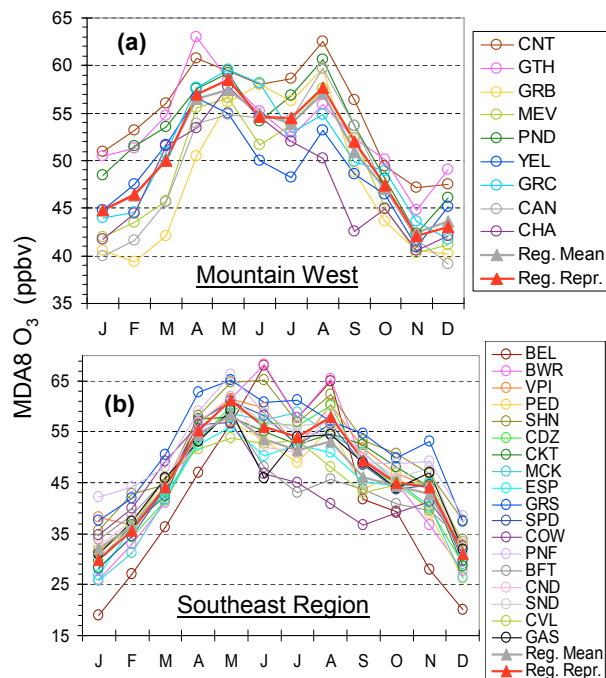 MDA8 O3 (ppbv)
(a)
65
60
55
50
45
40
35
Mountain West
J F M A M J J A S O N D
CNT
GTH
GRB
MEV
PND
YEL
GRC
CAN
CHA
Reg. Mean
Reg. Repr.
(b)
65
55
45
35
25
15
Southeast Region
J F M A M J J A S O N D
BEL
BWR
VPI
PED
SHN
CDZ
CKT
MCK
ESP
GRS
SPD
COW
PNF
BFT
CND
SND
CVL
GAS
Reg. Mean
Reg. Repr.